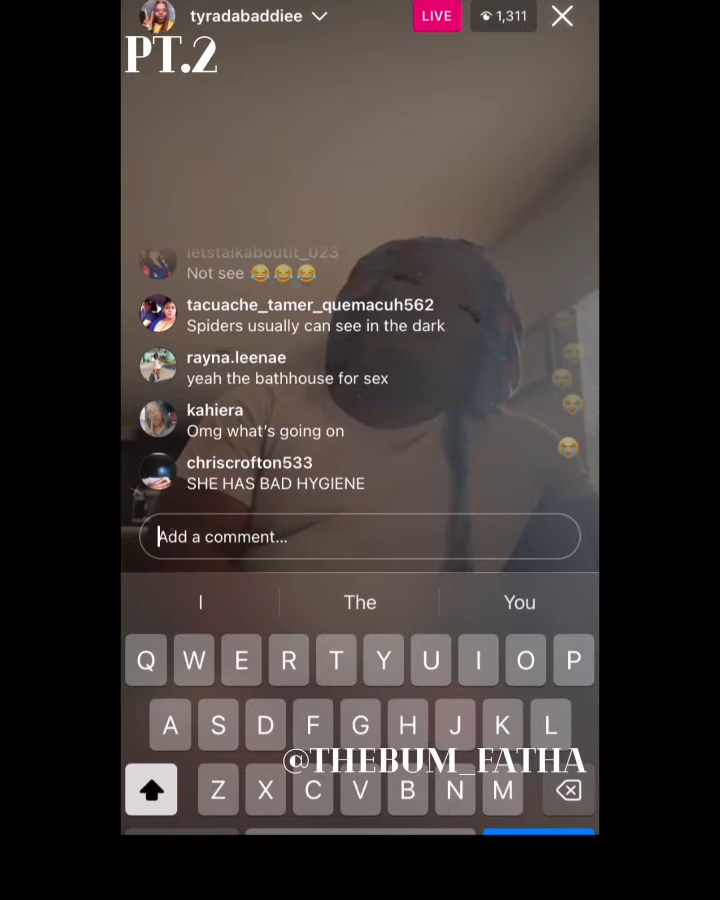 tyradabaddiee
LIVE
1,311
PT.2
letstalkaboutit_023
Not see 😂😂😂
tacuache_tamer_quemacuh562
Spiders usually can see in the dark
rayna.leenae
yeah the bathhouse for sex
kahiera
Omg what's going on
chriscrofton533
SHE HAS BAD HYGIENE
Add a comment...
I The You
Q W E R T Y U I O P
A S D F G H J K L
@THEBUM_FATHA
Z X C V B N M